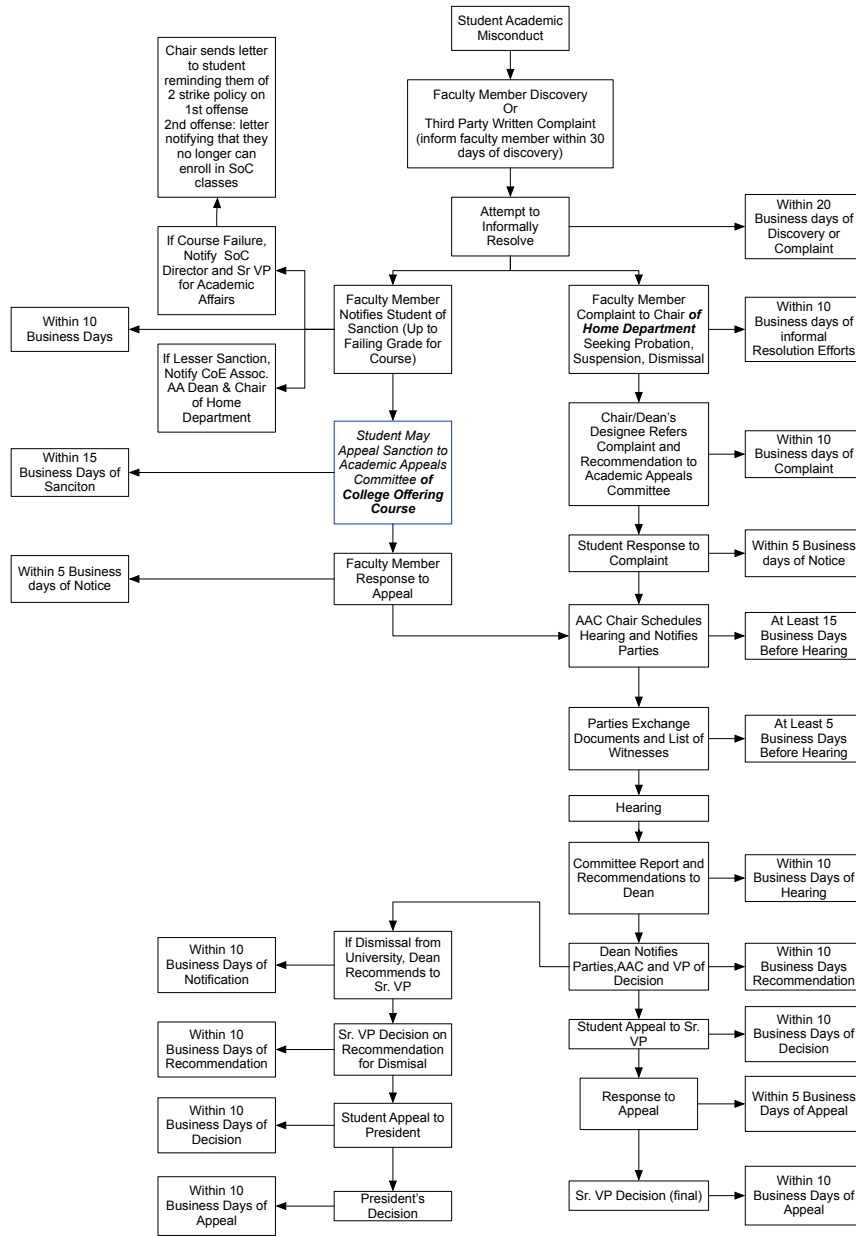 Student Academic
Misconduct
Chair sends letter
to student
reminding them of
2 strike policy on
1st offense
2nd offense: letter
notifying that they
no longer can
enroll in SoC
classes
Faculty Member Discovery
Or
Third Party Written Complaint
(inform faculty member within 30
days of discovery)
Attempt to
Informally
Resolve
Within 20
Business days of
Discovery or
Complaint
If Course Failure,
Notify SoC
Director and Sr VP
for Academic
Affairs
Faculty Member
Notifies Student of
Sanction (Up to
Failing Grade for
Course)
Within 10
Business Days
If Lesser Sanction,
Notify CoE Assoc.
AA Dean & Chair
of Home
Department
Faculty Member
Complaint to Chair of
Home Department
Seeking Probation,
Suspension, Dismissal
Within 10
Business days of
informal
Resolution Efforts
Student May
Appeal Sanction to
Academic Appeals
Committee of
College Offering
Course
Within 15
Business Days of
Sanciton
Chair/Dean's
Designee Refers
Complaint and
Recommendation to
Academic Appeals
Committee
Within 10
Business days of
Complaint
Faculty Member
Response to
Appeal
Within 5 Business
days of Notice
Student Response to
Complaint
Within 5 Business
days of Notice
AAC Chair Schedules
Hearing and Notifies
Parties
At Least 15
Business Days
Before Hearing
Parties Exchange
Documents and List of
Witnesses
At Least 5
Business Days
Before Hearing
Hearing
Committee Report and
Recommendations to
Dean
Within 10
Business Days of
Hearing
Dean Notifies
Parties,AAC and VP of
Decision
Within 10
Business Days
Recommendation
If Dismissal from
University, Dean
Recommends to
Sr. VP
Within 10
Business Days of
Notification
Student Appeal to Sr.
VP
Within 10
Business Days of
Decision
Sr. VP Decision on
Recommendation
for Dismisal
Within 10
Business Days of
Recommendation
Response to
Appeal
Within 5 Business
Days of Appeal
Student Appeal to
President
Within 10
Business Days of
Decision
Sr. VP Decision (final)
Within 10
Business Days of
Appeal
President's
Decision
Within 10
Business Days of
Appeal